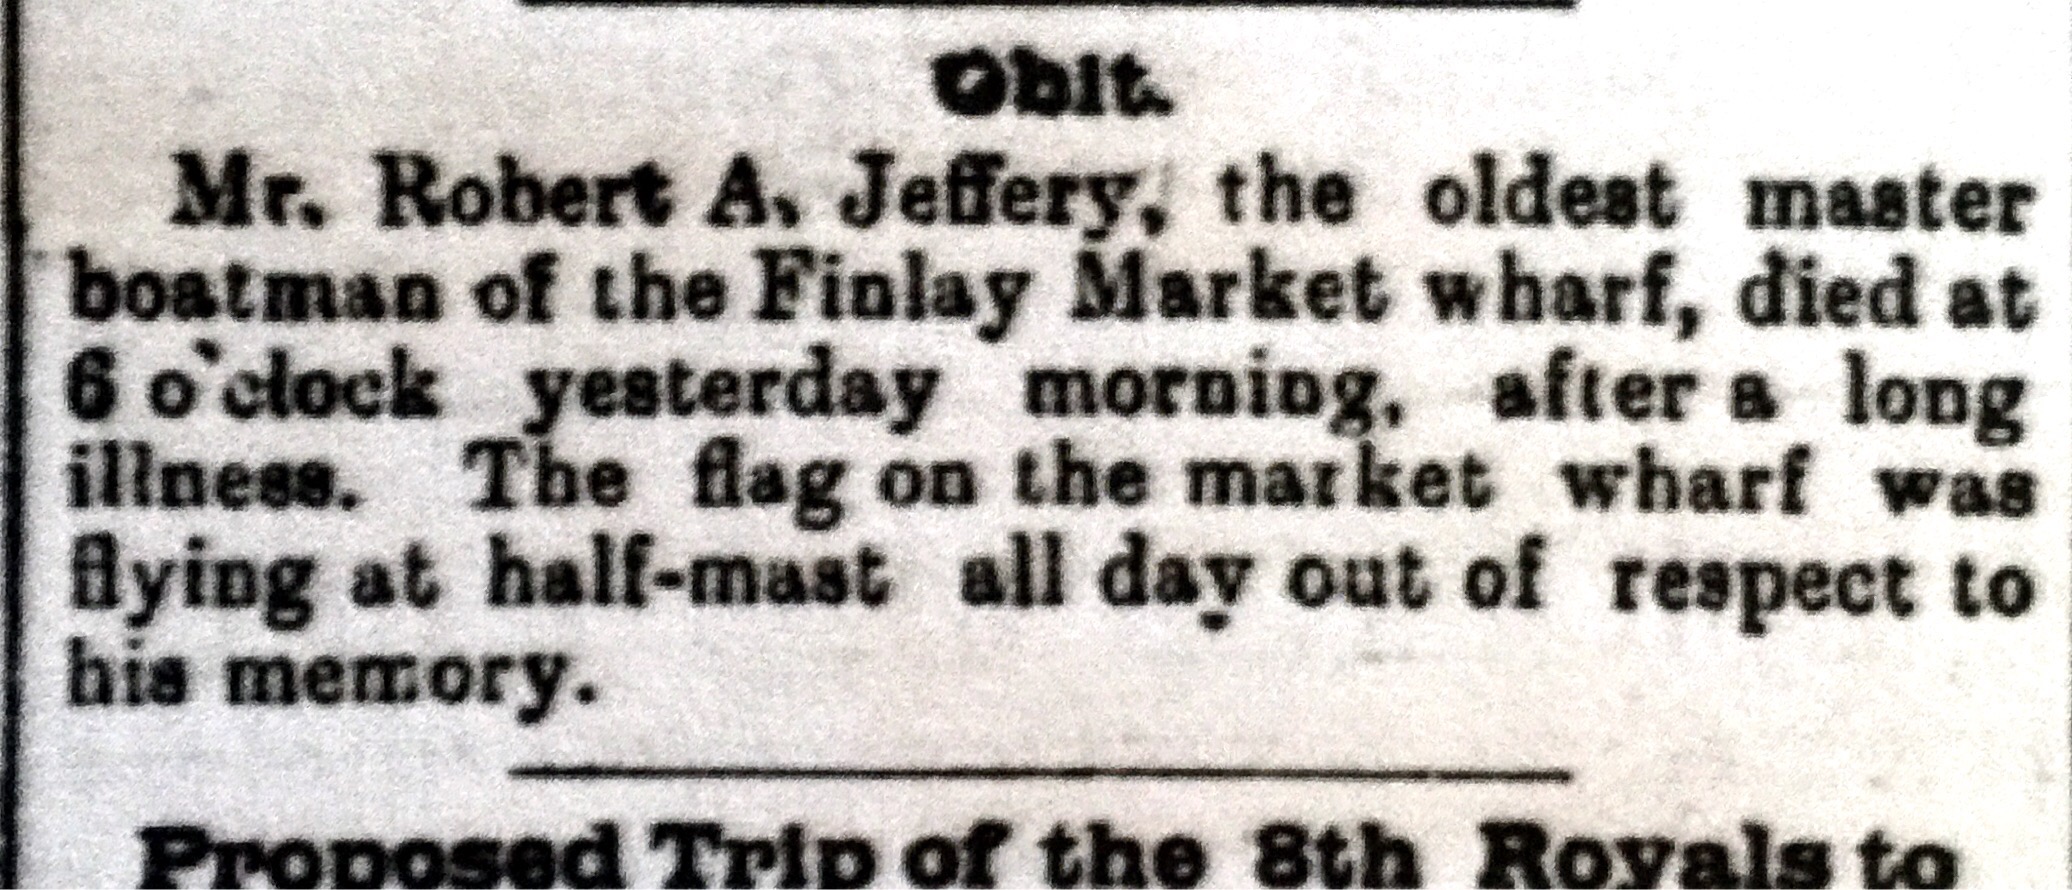 Obit.
Mr. Robert A. Jeffery, the oldest master
boatman of the Finlay Market wharf, died at
6 o'clock yesterday morning, after a long
illness. The flag on the market wharf was
flying at half-mast all day out of respect to
his memory.
Proposed Trip of the 8th Royals to